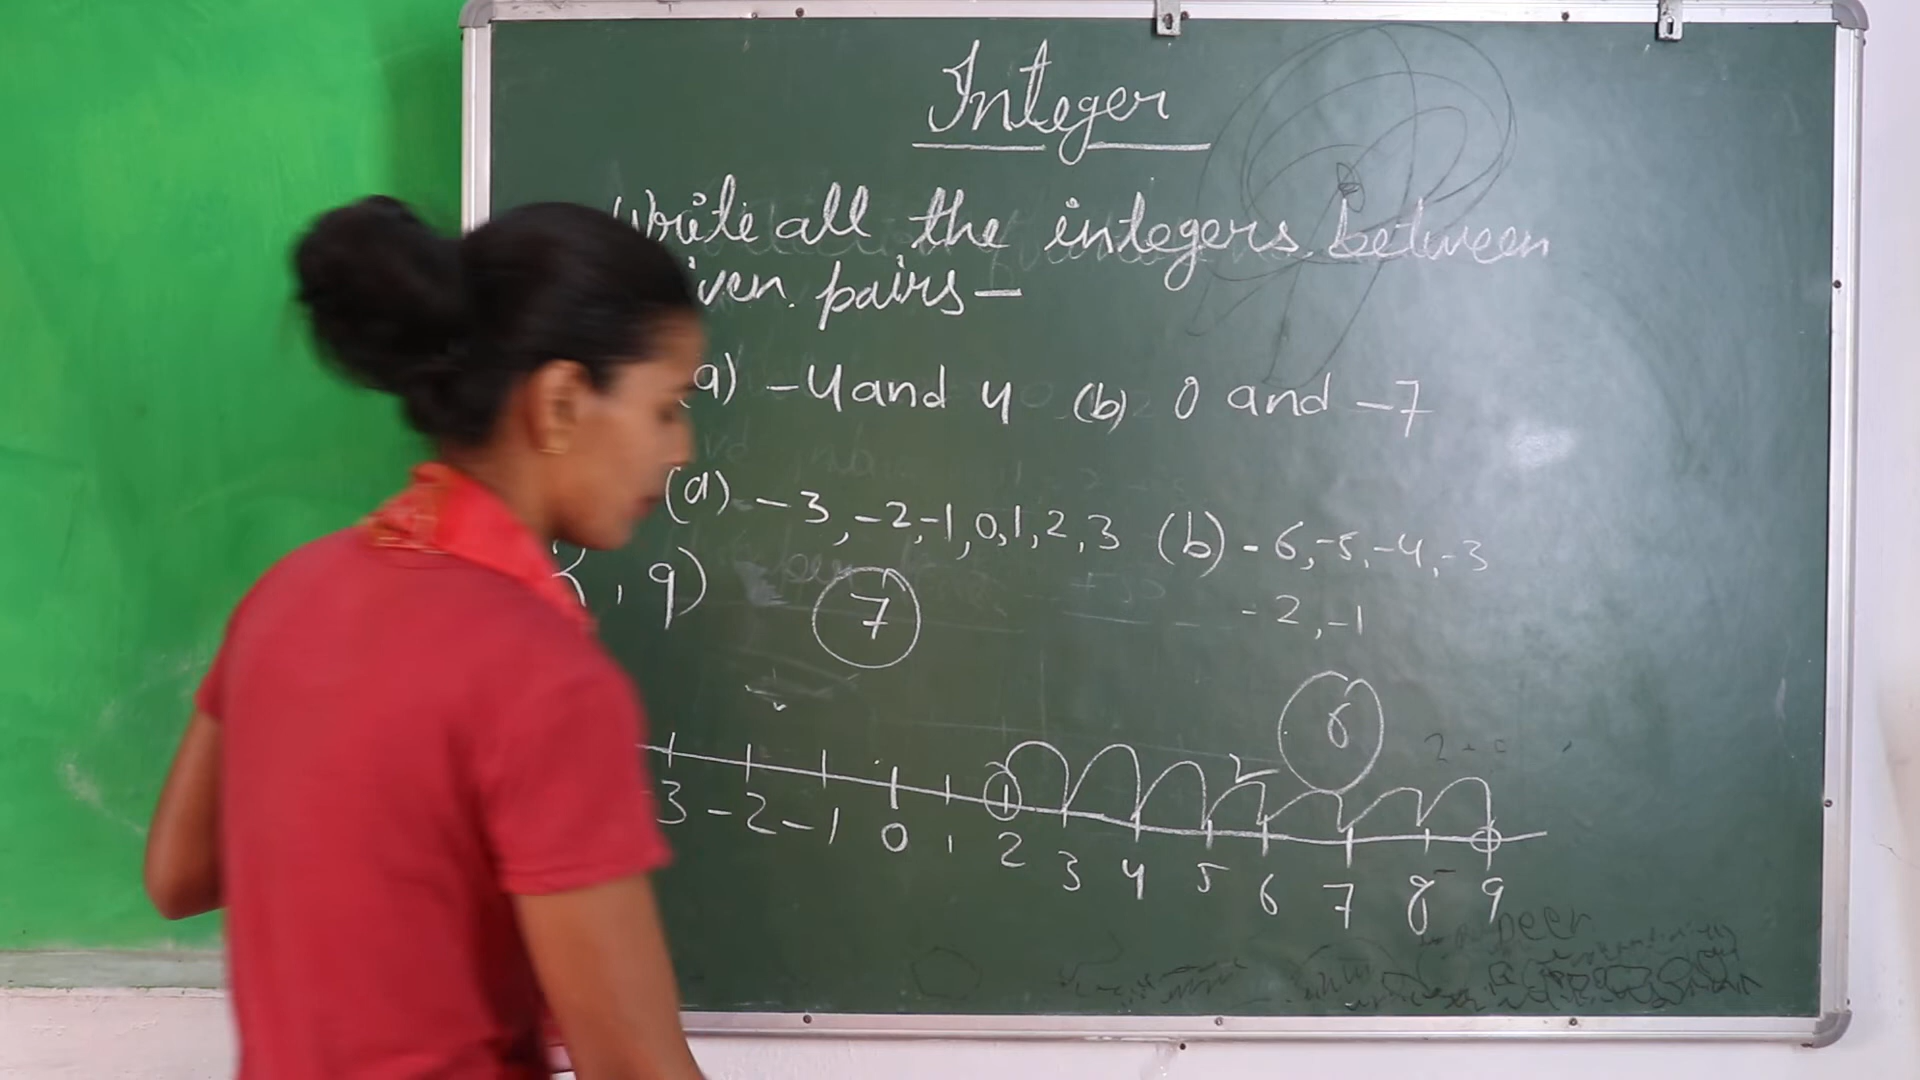 Integer
Write all the integers between
iven pairs -
(a) -4 and 4 (b) 0 and -7
(a) -3, -2, -1, 0, 1, 2, 3 (b) -6, -5, -4, -3
, 9) 7 -2, -1
6
3 -2 -1 0 1 2 3 4 5 6 7 8 9